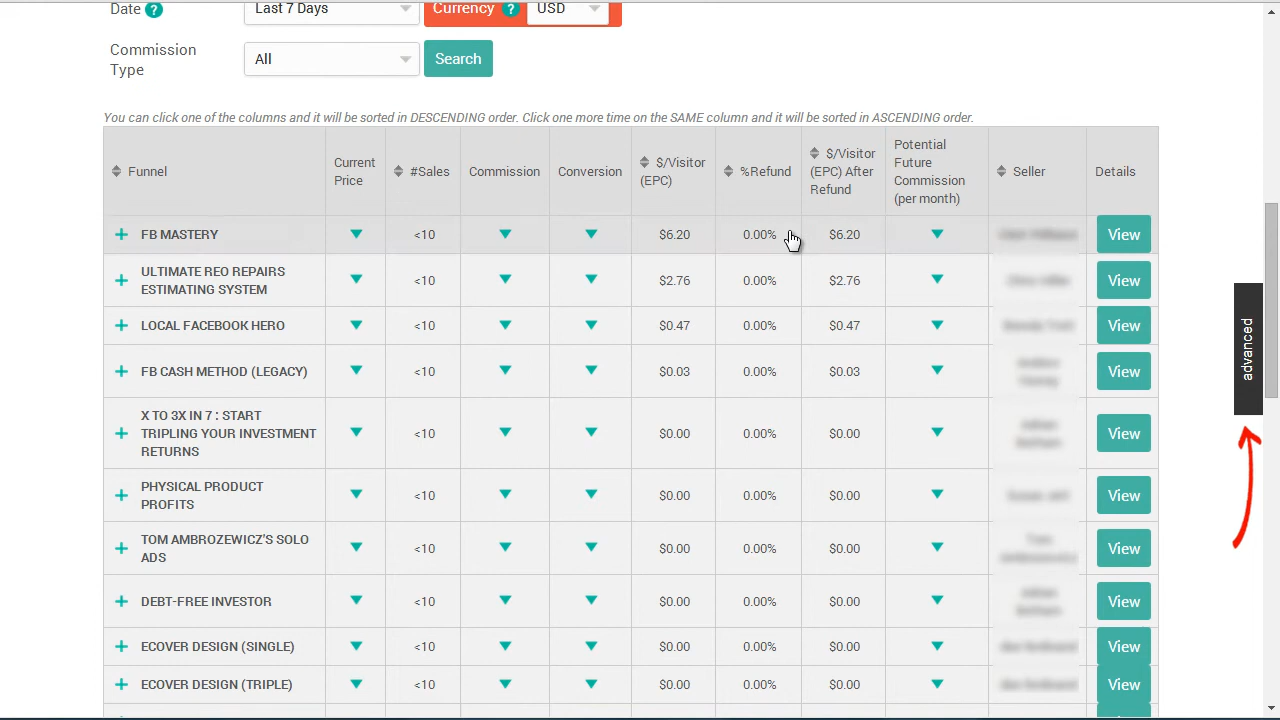 Date ?
Last 7 Days
Currency ?
USD
Commission
Type
All
Search
You can click one of the columns and it will be sorted in DESCENDING order. Click one more time on the SAME column and it will be sorted in ASCENDING order.
Funnel
Current
Price
#Sales
Commission
Conversion
$/Visitor
(EPC)
%Refund
$/Visitor
(EPC) After
Refund
Potential
Future
Commission
(per month)
Seller
Details
FB MASTERY
<10
$6.20
0.00%
$6.20
View
ULTIMATE REO REPAIRS
ESTIMATING SYSTEM
<10
$2.76
0.00%
$2.76
View
LOCAL FACEBOOK HERO
<10
$0.47
0.00%
$0.47
View
FB CASH METHOD (LEGACY)
<10
$0.03
0.00%
$0.03
View
X TO 3X IN 7 : START
TRIPLING YOUR INVESTMENT
RETURNS
<10
$0.00
0.00%
$0.00
View
PHYSICAL PRODUCT
PROFITS
<10
$0.00
0.00%
$0.00
View
TOM AMBROZEWICZ'S SOLO
ADS
<10
$0.00
0.00%
$0.00
View
DEBT-FREE INVESTOR
<10
$0.00
0.00%
$0.00
View
ECOVER DESIGN (SINGLE)
<10
$0.00
0.00%
$0.00
View
ECOVER DESIGN (TRIPLE)
<10
$0.00
0.00%
$0.00
View
advanced